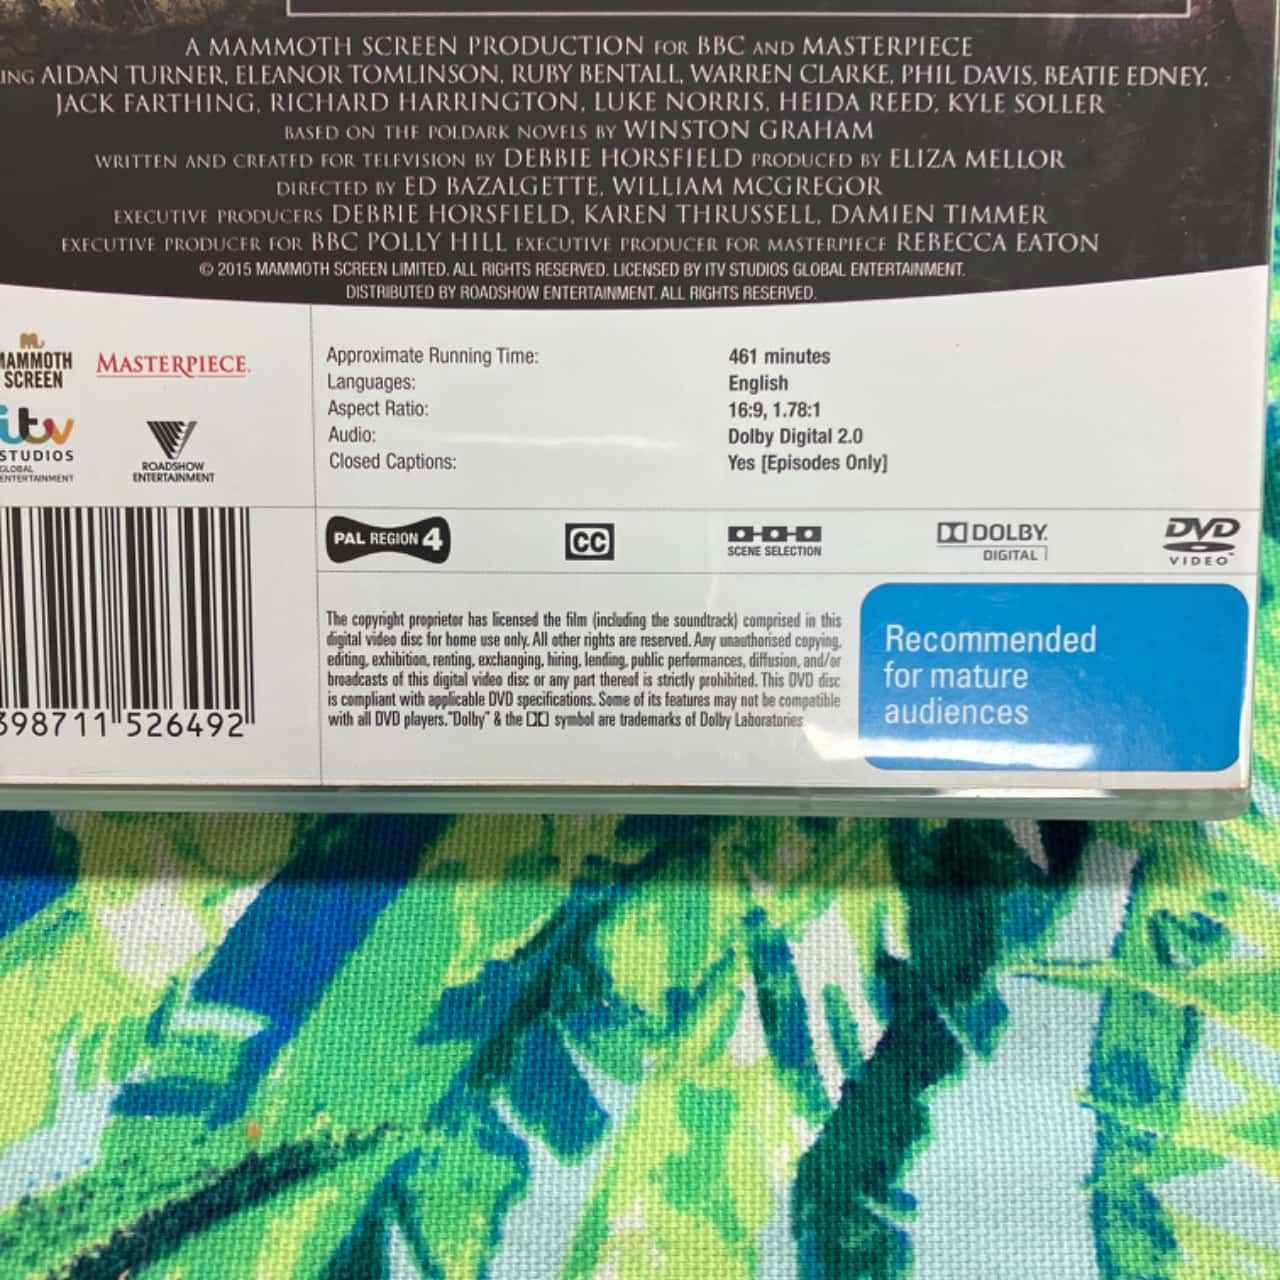 A MAMMOTH SCREEN PRODUCTION FOR BBC AND MASTERPIECE
ING AIDAN TURNER, ELEANOR TOMLINSON, RUBY BENTALL, WARREN CLARKE, PHIL DAVIS, BEATIE EDNEY,
JACK FARTHING, RICHARD HARRINGTON, LUKE NORRIS, HEIDA REED, KYLE SOLLER
BASED ON THE POLDARK NOVELS BY WINSTON GRAHAM
WRITTEN AND CREATED FOR TELEVISION BY DEBBIE HORSFIELD PRODUCED BY ELIZA MELLOR
DIRECTED BY ED BAZALGETTE, WILLIAM MCGREGOR
EXECUTIVE PRODUCERS DEBBIE HORSFIELD, KAREN THRUSSELL, DAMIEN TIMMER
EXECUTIVE PRODUCER FOR BBC POLLY HILL EXECUTIVE PRODUCER FOR MASTERPIECE REBECCA EATON
© 2015 MAMMOTH SCREEN LIMITED. ALL RIGHTS RESERVED. LICENSED BY ITV STUDIOS GLOBAL ENTERTAINMENT.
DISTRIBUTED BY ROADSHOW ENTERTAINMENT. ALL RIGHTS RESERVED.
MAMMOTH
SCREEN
MASTERPIECE.
itv
STUDIOS
GLOBAL
ENTERTAINMENT
ROADSHOW
ENTERTAINMENT
Approximate Running Time: 461 minutes
Languages: English
Aspect Ratio: 16:9, 1.78:1
Audio: Dolby Digital 2.0
Closed Captions: Yes [Episodes Only]
PAL REGION 4
CC
SCENE SELECTION
DOLBY
DIGITAL
DVD
VIDEO™
398711 526492
The copyright proprietor has licensed the film (including the soundtrack) comprised in this
digital video disc for home use only. All other rights are reserved. Any unauthorised copying,
editing, exhibition, renting, exchanging, hiring, lending, public performances, diffusion, and/or
broadcasts of this digital video disc or any part thereof is strictly prohibited. This DVD disc
is compliant with applicable DVD specifications. Some of its features may not be compatible
with all DVD players. "Dolby" & the symbol are trademarks of Dolby Laboratories.
Recommended
for mature
audiences